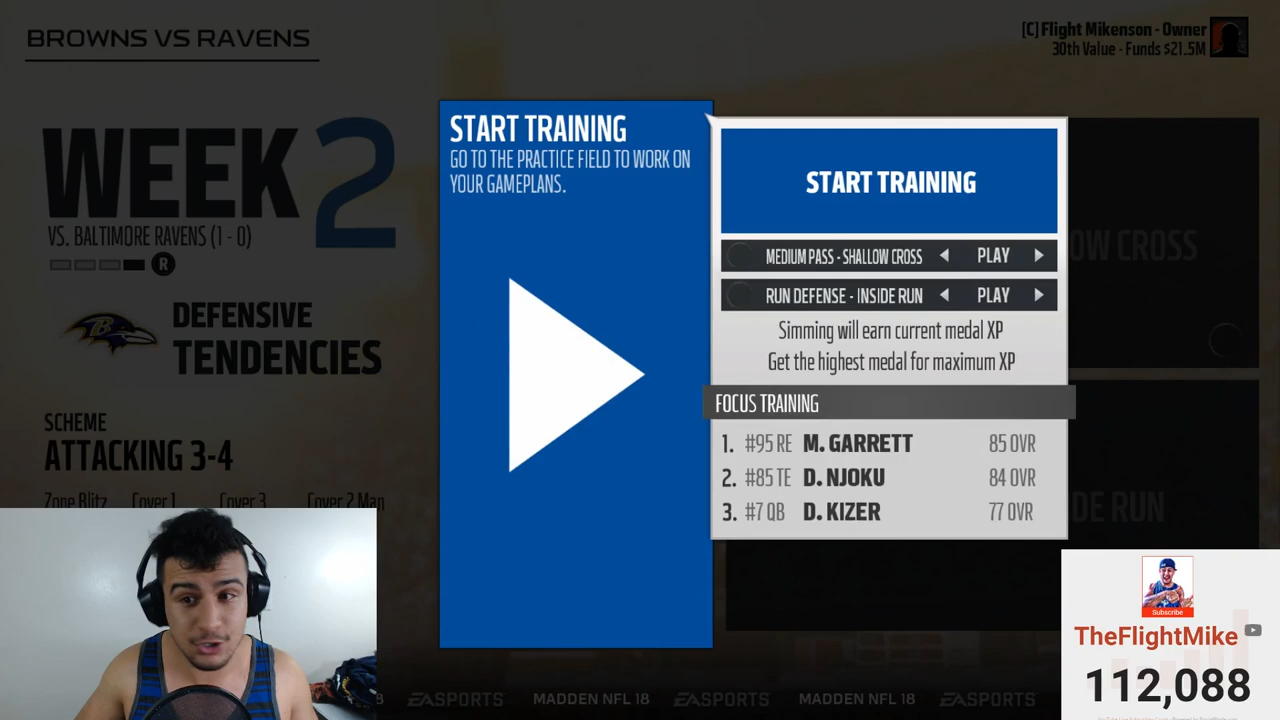 BROWNS VS RAVENS
[C] Flight Mikenson - Owner
30th Value - Funds $21.5M
WEEK 2
VS. BALTIMORE RAVENS (1 - 0)
R
DEFENSIVE
TENDENCIES
SCHEME
ATTACKING 3-4
Zone Blitz Cover 1 Cover 3 Cover 2 Man
START TRAINING
GO TO THE PRACTICE FIELD TO WORK ON
YOUR GAMEPLANS.
START TRAINING
MEDIUM PASS - SHALLOW CROSS PLAY
RUN DEFENSE - INSIDE RUN PLAY
Simming will earn current medal XP
Get the highest medal for maximum XP
FOCUS TRAINING
1. #95 RE M. GARRETT 85 OVR
2. #85 TE D. NJOKU 84 OVR
3. #7 QB D. KIZER 77 OVR
OW CROSS
DE RUN
Subscribe
TheFlightMike
112,088
8 EA SPORTS MADDEN NFL 18 EA SPORTS MADDEN NFL 18 EA SPORTS